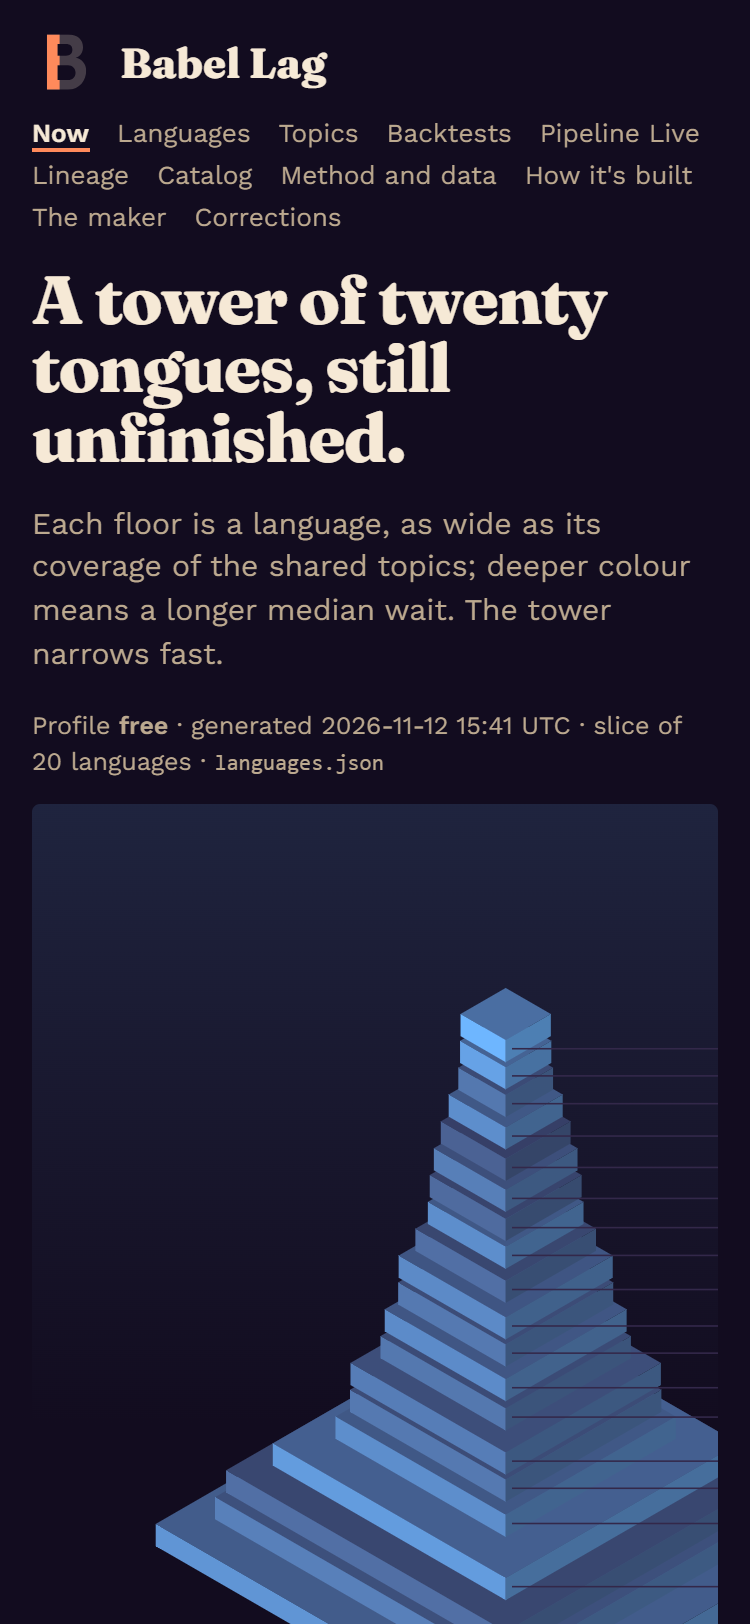 Babel Lag
Now Languages Topics Backtests Pipeline Live
Lineage Catalog Method and data How it's built
The maker Corrections
A tower of twenty
tongues, still
unfinished.
Each floor is a language, as wide as its
coverage of the shared topics; deeper colour
means a longer median wait. The tower
narrows fast.
Profile free · generated 2026-11-12 15:41 UTC · slice of
20 languages · languages.json